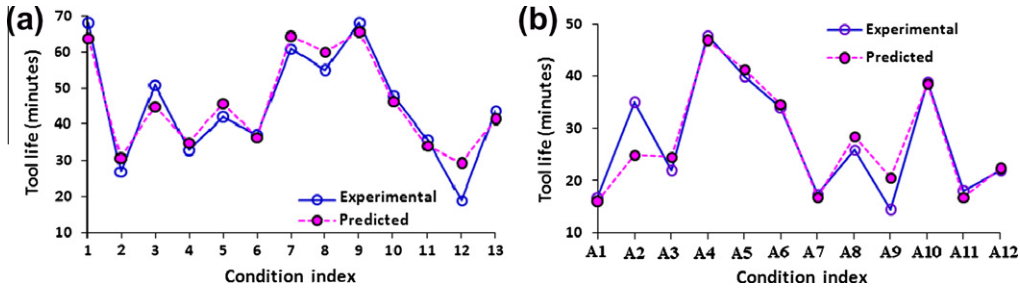 (a)
Tool life (minutes)
70
60
50
40
30
20
10
1 2 3 4 5 6 7 8 9 10 11 12 13
Condition index
Experimental
Predicted
(b)
Tool life (minutes)
50
40
30
20
10
A1 A2 A3 A4 A5 A6 A7 A8 A9 A10 A11 A12
Condition index
Experimental
Predicted